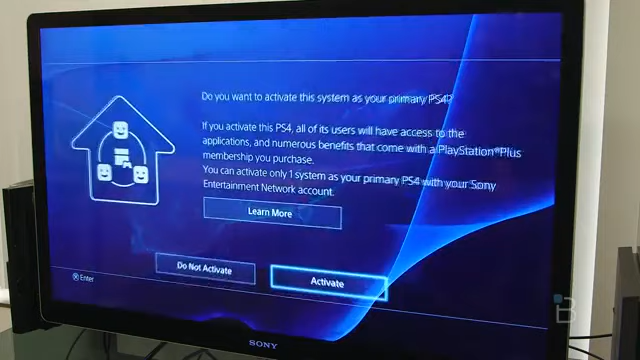 Do you want to activate this system as your primary PS4?
If you activate this PS4, all of its users will have access to the
applications, and numerous benefits that come with a PlayStation®Plus
membership you purchase.
You can activate only 1 system as your primary PS4 with your Sony
Entertainment Network account.
Learn More
Do Not Activate
Activate
Enter
SONY
B